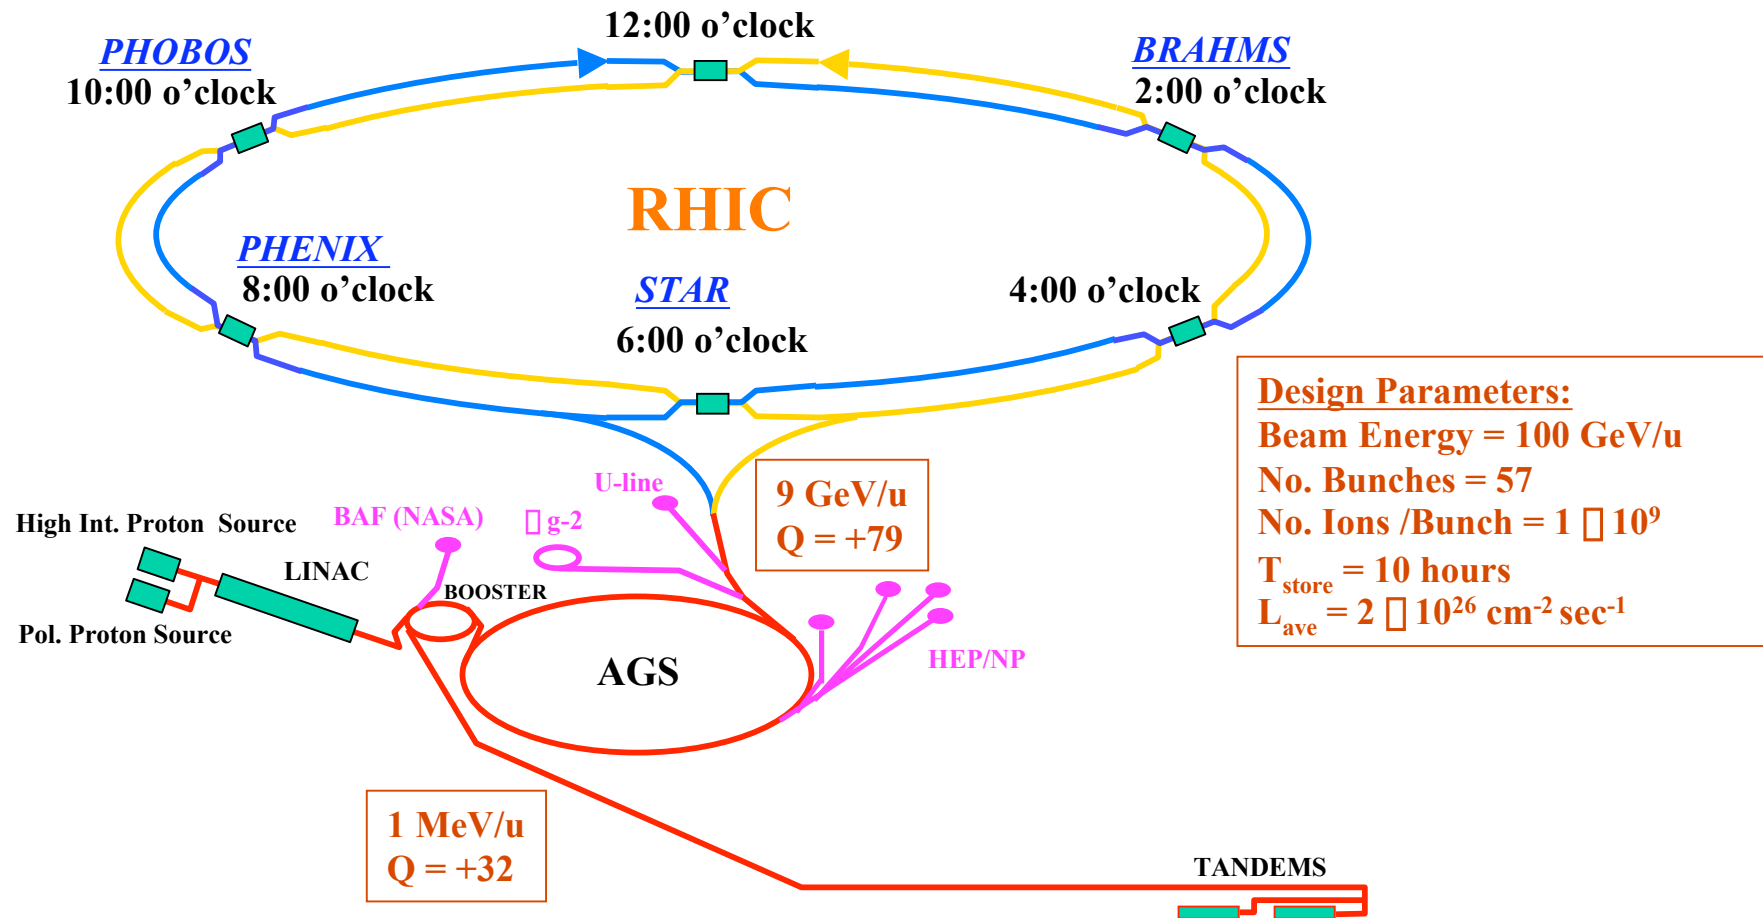 12:00 o’clock
PHOBOS
10:00 o’clock
BRAHMS
2:00 o’clock
RHIC
PHENIX
8:00 o’clock
STAR
6:00 o’clock
4:00 o’clock
Design Parameters:
Beam Energy = 100 GeV/u
No. Bunches = 57
No. Ions /Bunch = 1 ▯ 10⁹
T_store = 10 hours
L_ave = 2 ▯ 10²⁶ cm⁻² sec⁻¹
U-line
9 GeV/u
Q = +79
BAF (NASA)
▯ g-2
High Int. Proton Source
LINAC
BOOSTER
Pol. Proton Source
AGS
HEP/NP
1 MeV/u
Q = +32
TANDEMS